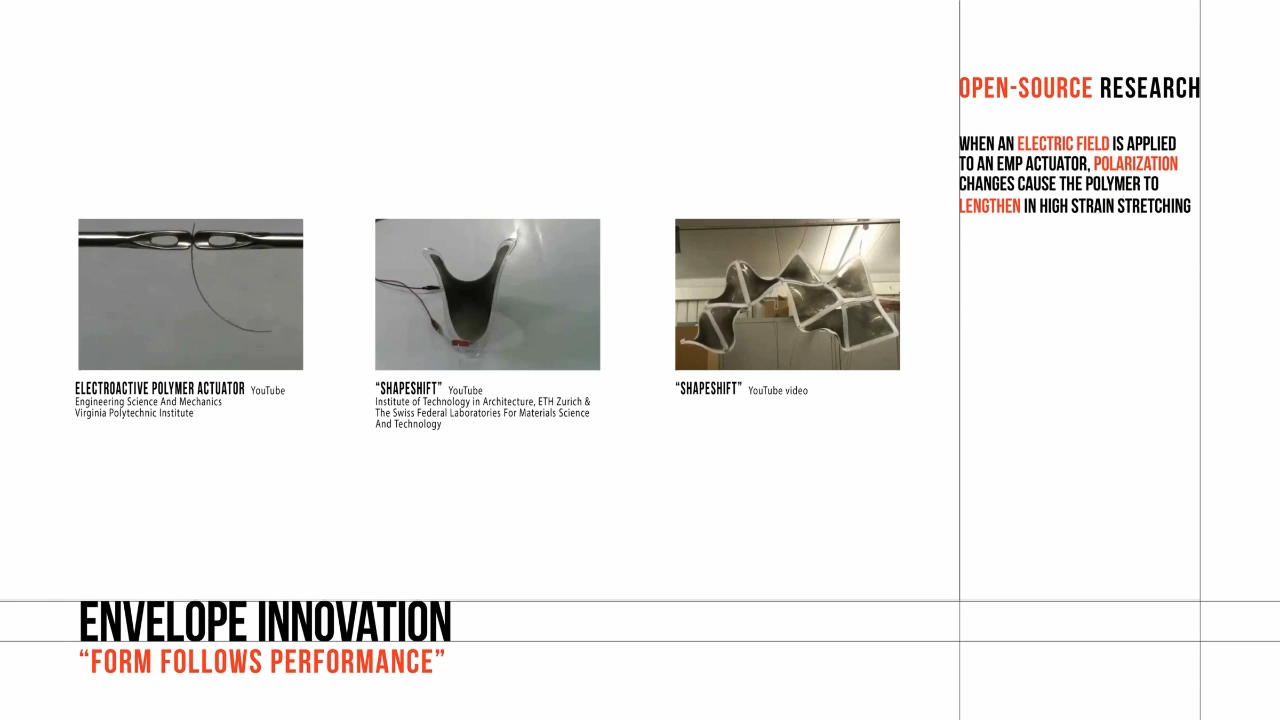 OPEN-SOURCE RESEARCH
WHEN AN ELECTRIC FIELD IS APPLIED
TO AN EMP ACTUATOR, POLARIZATION
CHANGES CAUSE THE POLYMER TO
LENGTHEN IN HIGH STRAIN STRETCHING
ELECTROACTIVE POLYMER ACTUATOR YouTube
Engineering Science And Mechanics
Virginia Polytechnic Institute
“SHAPESHIFT” YouTube
Institute of Technology in Architecture, ETH Zurich &
The Swiss Federal Laboratories For Materials Science
And Technology
“SHAPESHIFT” YouTube video
ENVELOPE INNOVATION
“FORM FOLLOWS PERFORMANCE”